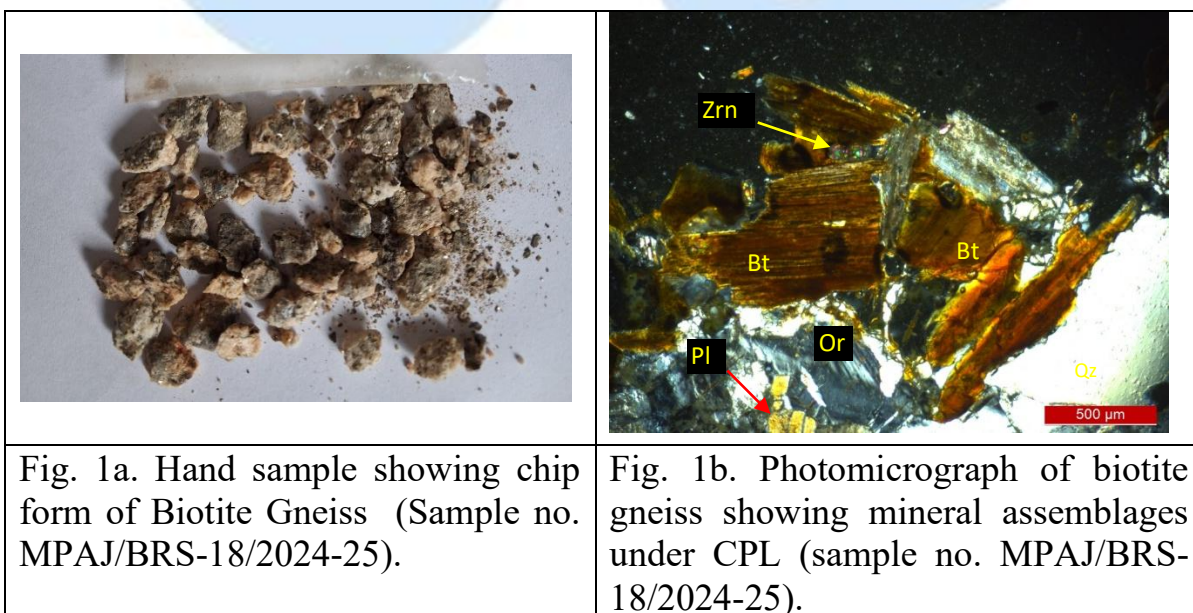 Zrn
Bt
Bt
Or
Pl
Qz
500 µm
Fig. 1a. Hand sample showing chip
form of Biotite Gneiss (Sample no.
MPAJ/BRS-18/2024-25).
Fig. 1b. Photomicrograph of biotite
gneiss showing mineral assemblages
under CPL (sample no. MPAJ/BRS-
18/2024-25).